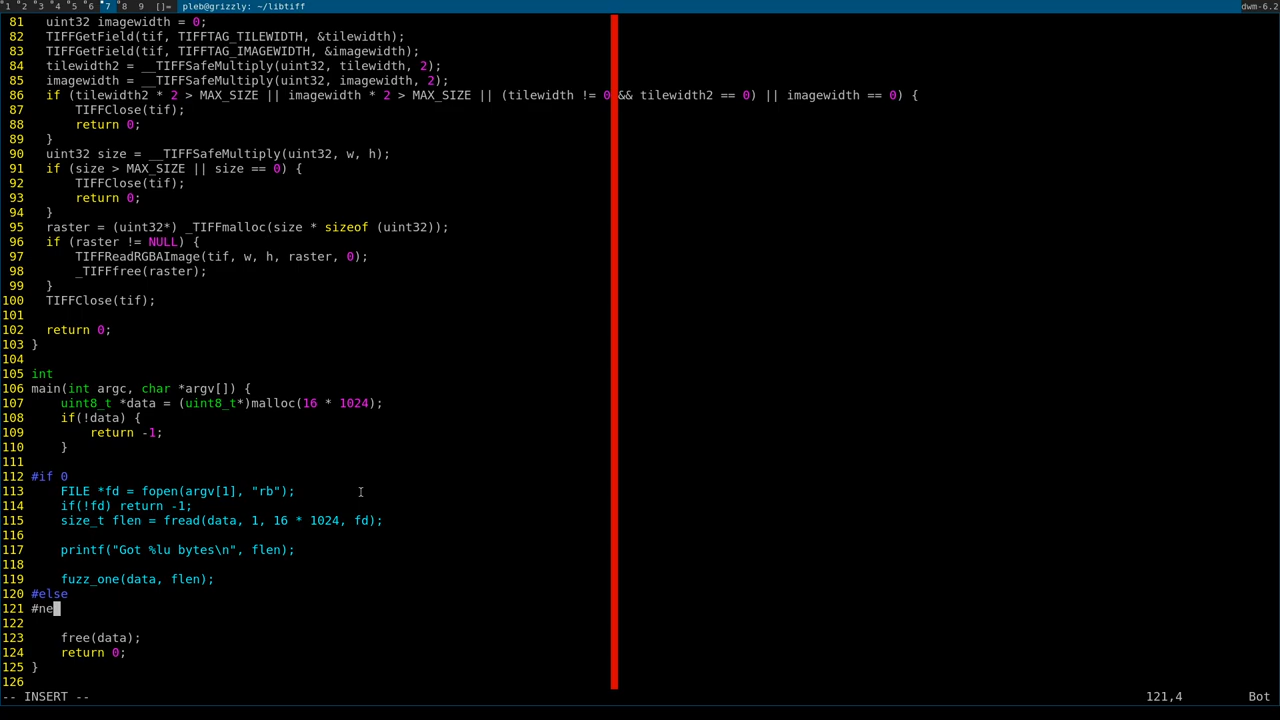 1 2 3 4 5 6 7 8 9 []= pleb@grizzly: ~/libtiff dwm-6.2
81 uint32 imagewidth = 0;
82 TIFFGetField(tif, TIFFTAG_TILEWIDTH, &tilewidth);
83 TIFFGetField(tif, TIFFTAG_IMAGEWIDTH, &imagewidth);
84 tilewidth2 = __TIFFSafeMultiply(uint32, tilewidth, 2);
85 imagewidth = __TIFFSafeMultiply(uint32, imagewidth, 2);
86 if (tilewidth2 * 2 > MAX_SIZE || imagewidth * 2 > MAX_SIZE || (tilewidth != 0 && tilewidth2 == 0) || imagewidth == 0) {
87 TIFFClose(tif);
88 return 0;
89 }
90 uint32 size = __TIFFSafeMultiply(uint32, w, h);
91 if (size > MAX_SIZE || size == 0) {
92 TIFFClose(tif);
93 return 0;
94 }
95 raster = (uint32*) _TIFFmalloc(size * sizeof (uint32));
96 if (raster != NULL) {
97 TIFFReadRGBAImage(tif, w, h, raster, 0);
98 _TIFFfree(raster);
99 }
100 TIFFClose(tif);
101
102 return 0;
103 }
104
105 int
106 main(int argc, char *argv[]) {
107 uint8_t *data = (uint8_t*)malloc(16 * 1024);
108 if(!data) {
109 return -1;
110 }
111
112 #if 0
113 FILE *fd = fopen(argv[1], "rb");
114 if(!fd) return -1;
115 size_t flen = fread(data, 1, 16 * 1024, fd);
116
117 printf("Got %lu bytes\n", flen);
118
119 fuzz_one(data, flen);
120 #else
121 #ne
122
123 free(data);
124 return 0;
125 }
126
-- INSERT -- 121,4 Bot